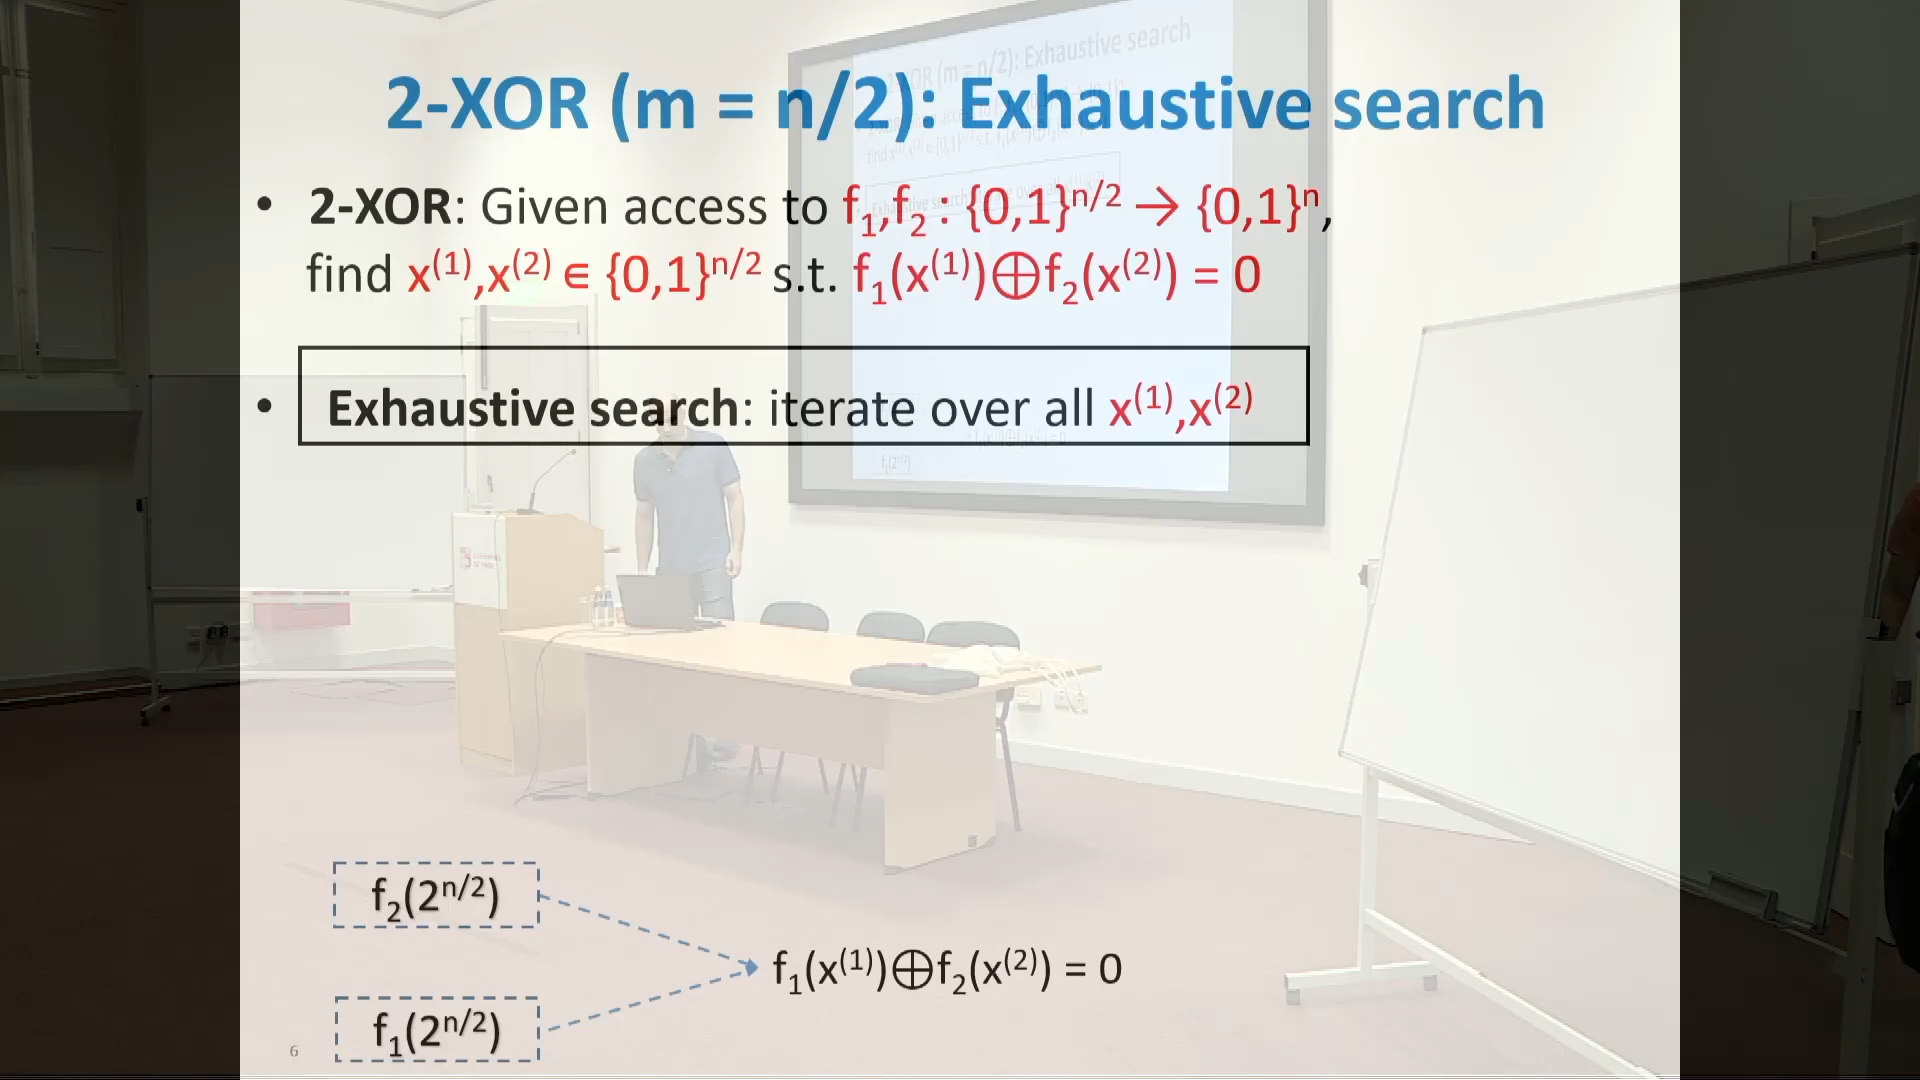 2-XOR (m = n/2): Exhaustive search
• 2-XOR: Given access to f₁,f₂ : {0,1}ⁿ/² → {0,1}ⁿ,
find x⁽¹⁾,x⁽²⁾ ∈ {0,1}ⁿ/² s.t. f₁(x⁽¹⁾)⊕f₂(x⁽²⁾) = 0
• Exhaustive search: iterate over all x⁽¹⁾,x⁽²⁾
f₂(2ⁿ/²)
f₁(x⁽¹⁾)⊕f₂(x⁽²⁾) = 0
f₁(2ⁿ/²)
6